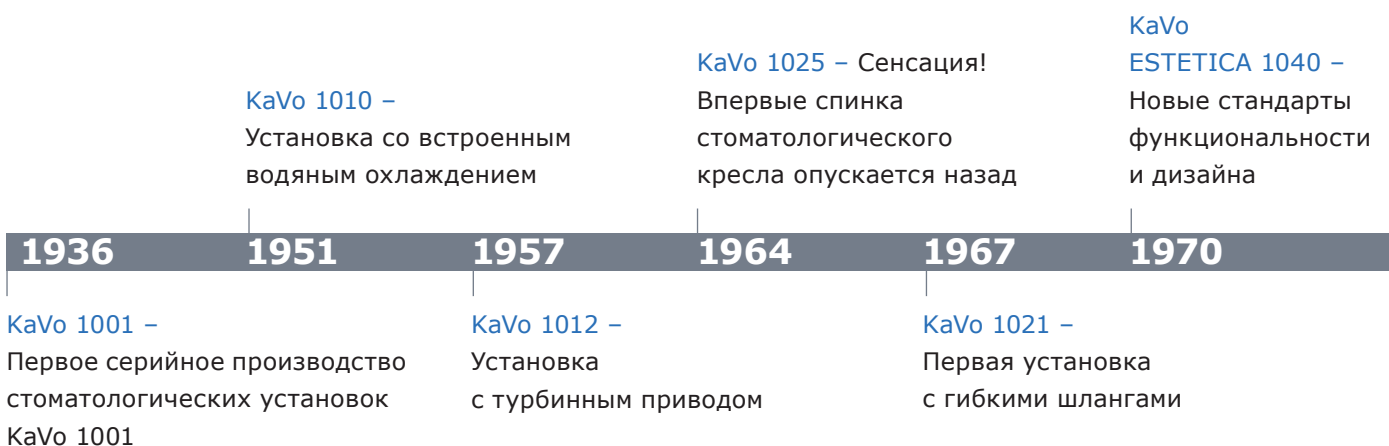 KaVo 1010 –
Установка со встроенным
водяным охлаждением
KaVo 1025 – Сенсация!
Впервые спинка
стоматологического
кресла опускается назад
KaVo
ESTETICA 1040 –
Новые стандарты
функциональности
и дизайна
1936 1951 1957 1964 1967 1970
KaVo 1001 –
Первое серийное производство
стоматологических установок
KaVo 1001
KaVo 1012 –
Установка
с турбинным приводом
KaVo 1021 –
Первая установка
с гибкими шлангами